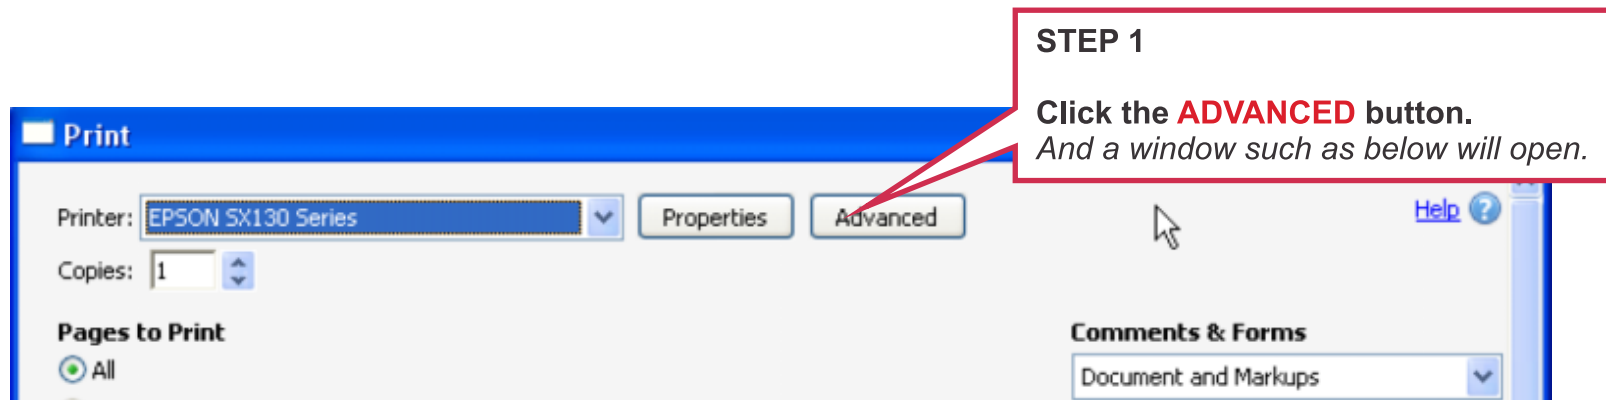 STEP 1
Click the ADVANCED button.
And a window such as below will open.
Print
Printer: EPSON SX130 Series Properties Advanced Help ?
Copies: 1
Pages to Print Comments & Forms
All Document and Markups